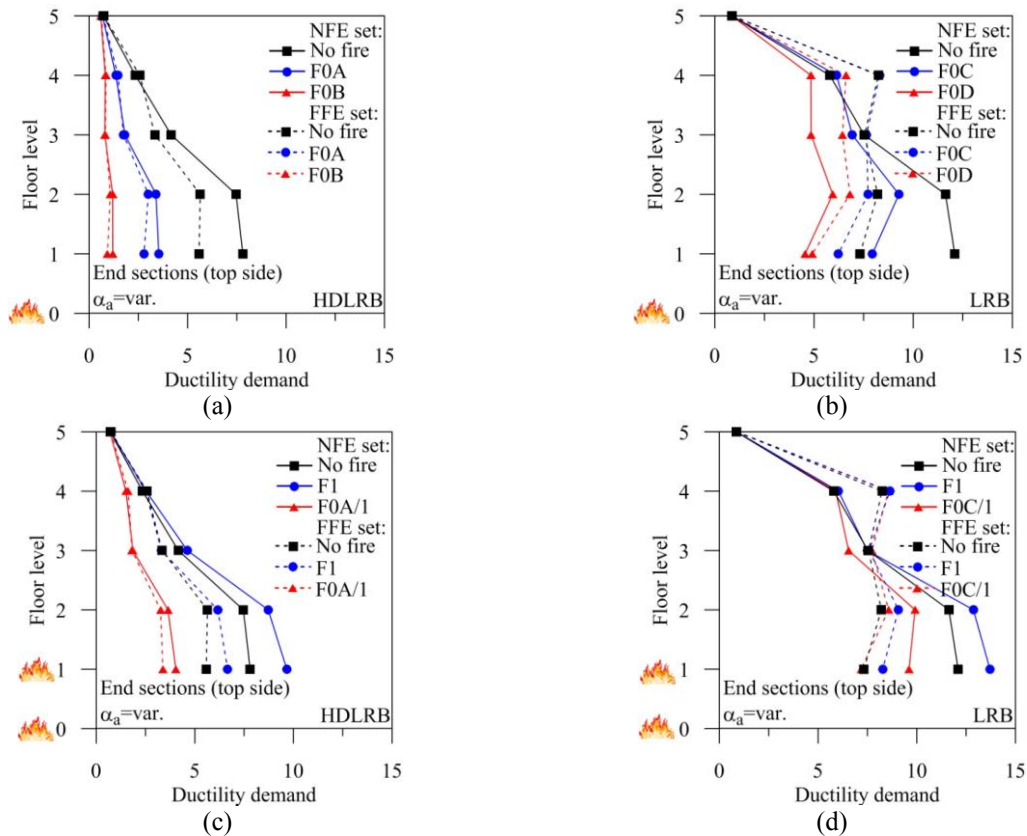 5
4
3
2
1
0
Floor level
NFE set:
No fire
F0A
F0B
FFE set:
No fire
F0A
F0B
End sections (top side)
αa=var.
HDLRB
0
5
10
15
Ductility demand
(a)
5
4
3
2
1
0
Floor level
NFE set:
No fire
F0C
F0D
FFE set:
No fire
F0C
F0D
End sections (top side)
αa=var.
LRB
0
5
10
15
Ductility demand
(b)
5
4
3
2
1
0
Floor level
NFE set:
No fire
F1
F0A/1
FFE set:
No fire
F1
F0A/1
End sections (top side)
αa=var.
HDLRB
0
5
10
15
Ductility demand
(c)
5
4
3
2
1
0
Floor level
NFE set:
No fire
F1
F0C/1
FFE set:
No fire
F1
F0C/1
End sections (top side)
αa=var.
LRB
0
5
10
15
Ductility demand
(d)